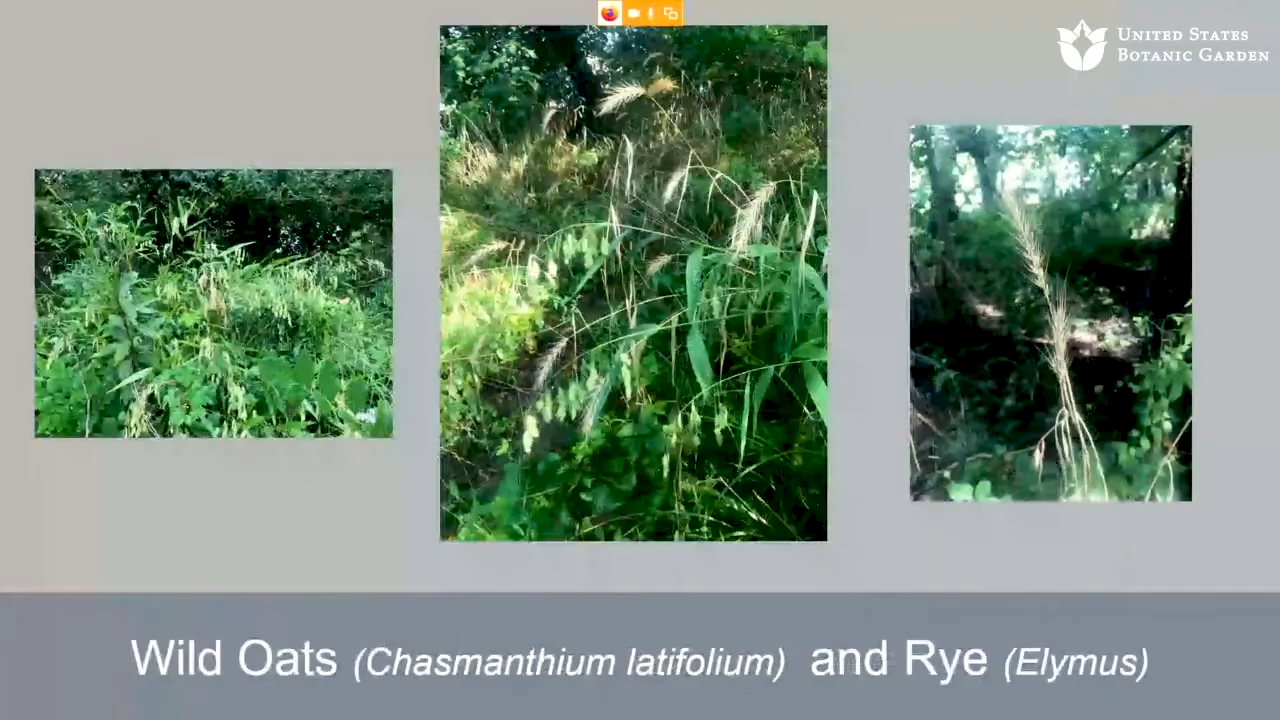 United States
Botanic Garden
Wild Oats (Chasmanthium latifolium) and Rye (Elymus)